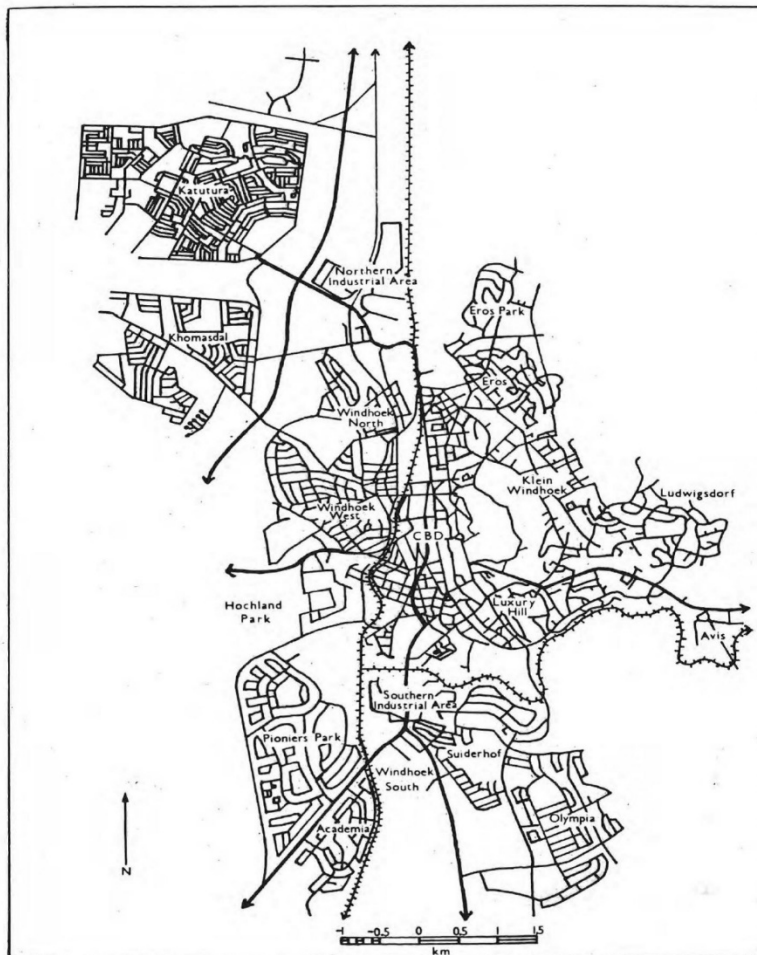 Katutura
Northern
Industrial Area
Eros Park
Khomasdal
Eros
Windhoek
North
Klein
Windhoek
Ludwigsdorf
Windhoek
West
CBD
Hochland
Park
Luxury
Hill
Avis
Southern
Industrial Area
Pioniers Park
Suiderhof
Windhoek
South
Olympia
Academia
N
-1 -0.5 0 0.5 1 1.5
km